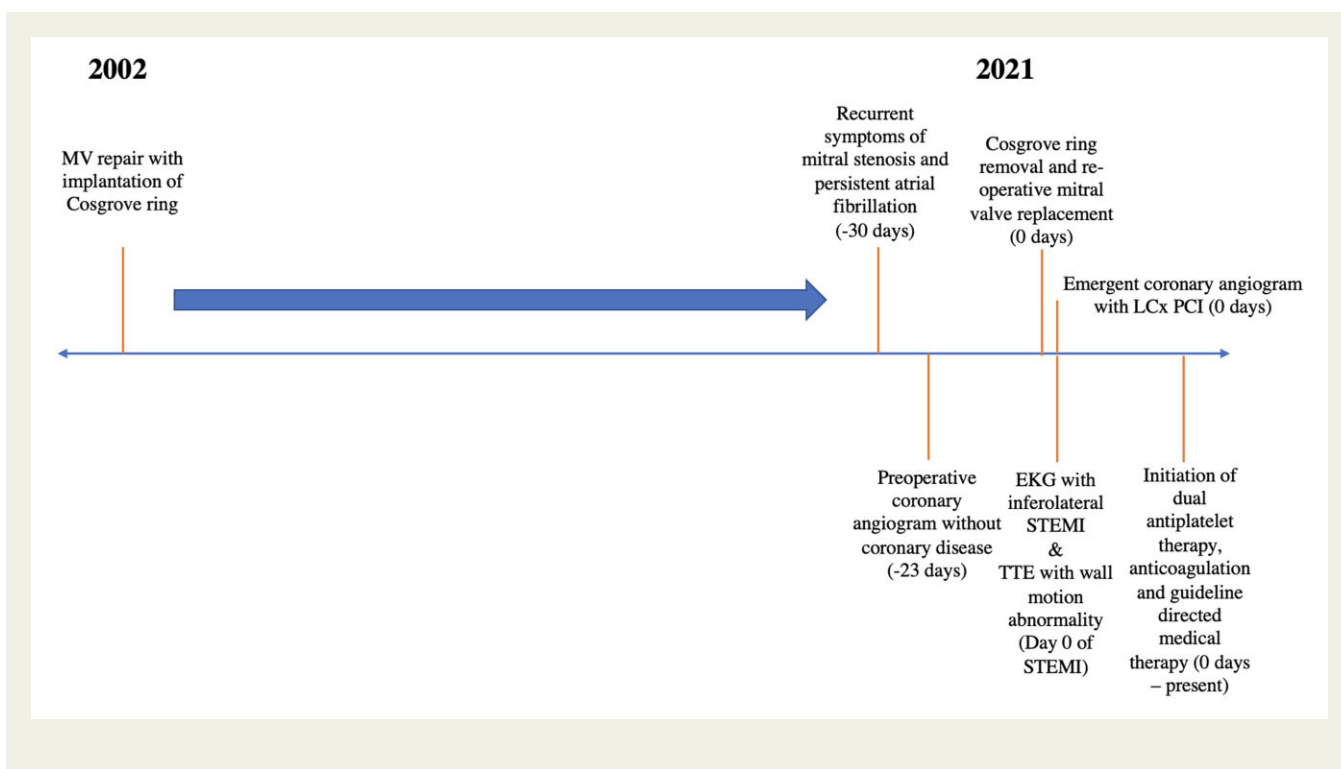 2002
2021
MV repair with
implantation of
Cosgrove ring
Recurrent
symptoms of
mitral stenosis and
persistent atrial
fibrillation
(-30 days)
Cosgrove ring
removal and re-
operative mitral
valve replacement
(0 days)
Emergent coronary angiogram
with LCx PCI (0 days)
Preoperative
coronary
angiogram without
coronary disease
(-23 days)
EKG with
inferolateral
STEMI
&
TTE with wall
motion
abnormality
(Day 0 of
STEMI)
Initiation of
dual
antiplatelet
therapy,
anticoagulation
and guideline
directed
medical
therapy (0 days
– present)